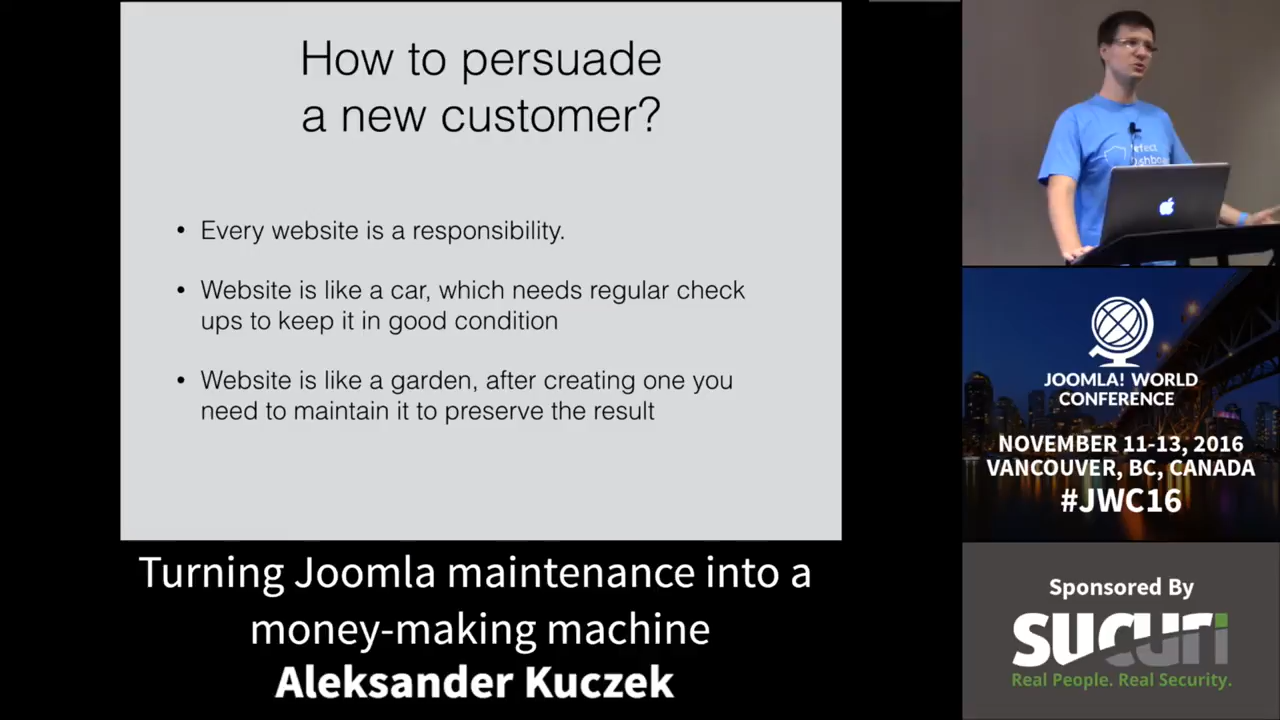 How to persuade
a new customer?
• Every website is a responsibility.
• Website is like a car, which needs regular check
ups to keep it in good condition
• Website is like a garden, after creating one you
need to maintain it to preserve the result
Turning Joomla maintenance into a
money-making machine
Aleksander Kuczek
JOOMLA! WORLD
CONFERENCE
NOVEMBER 11-13, 2016
VANCOUVER, BC, CANADA
#JWC16
Sponsored By
SUCURI
Real People. Real Security.